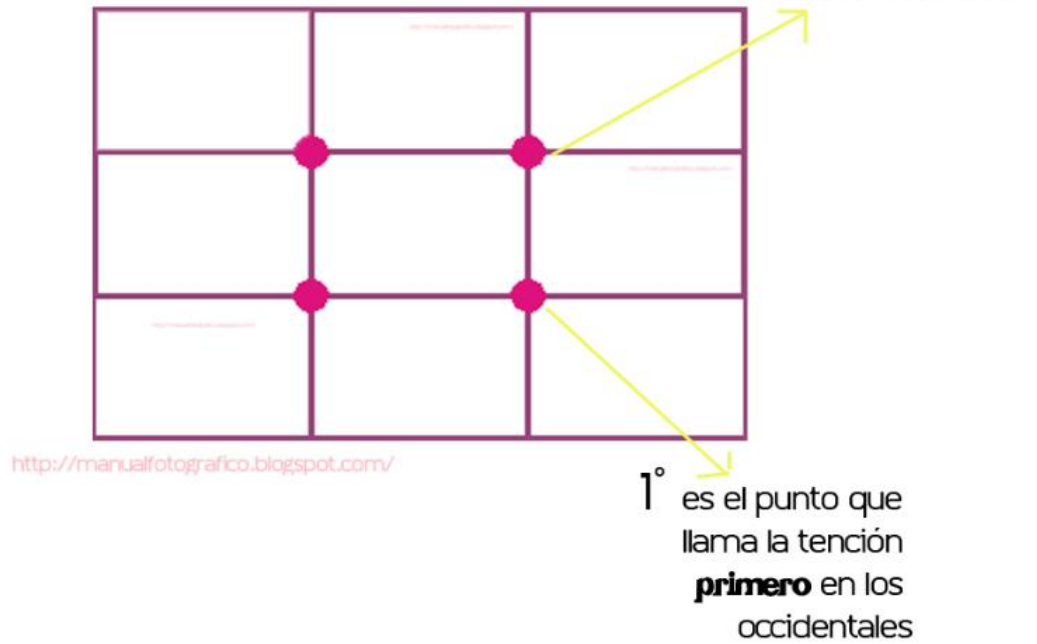 http://manualfotografico.blogspot.com/
1° es el punto que
llama la tención
primero en los
occidentales